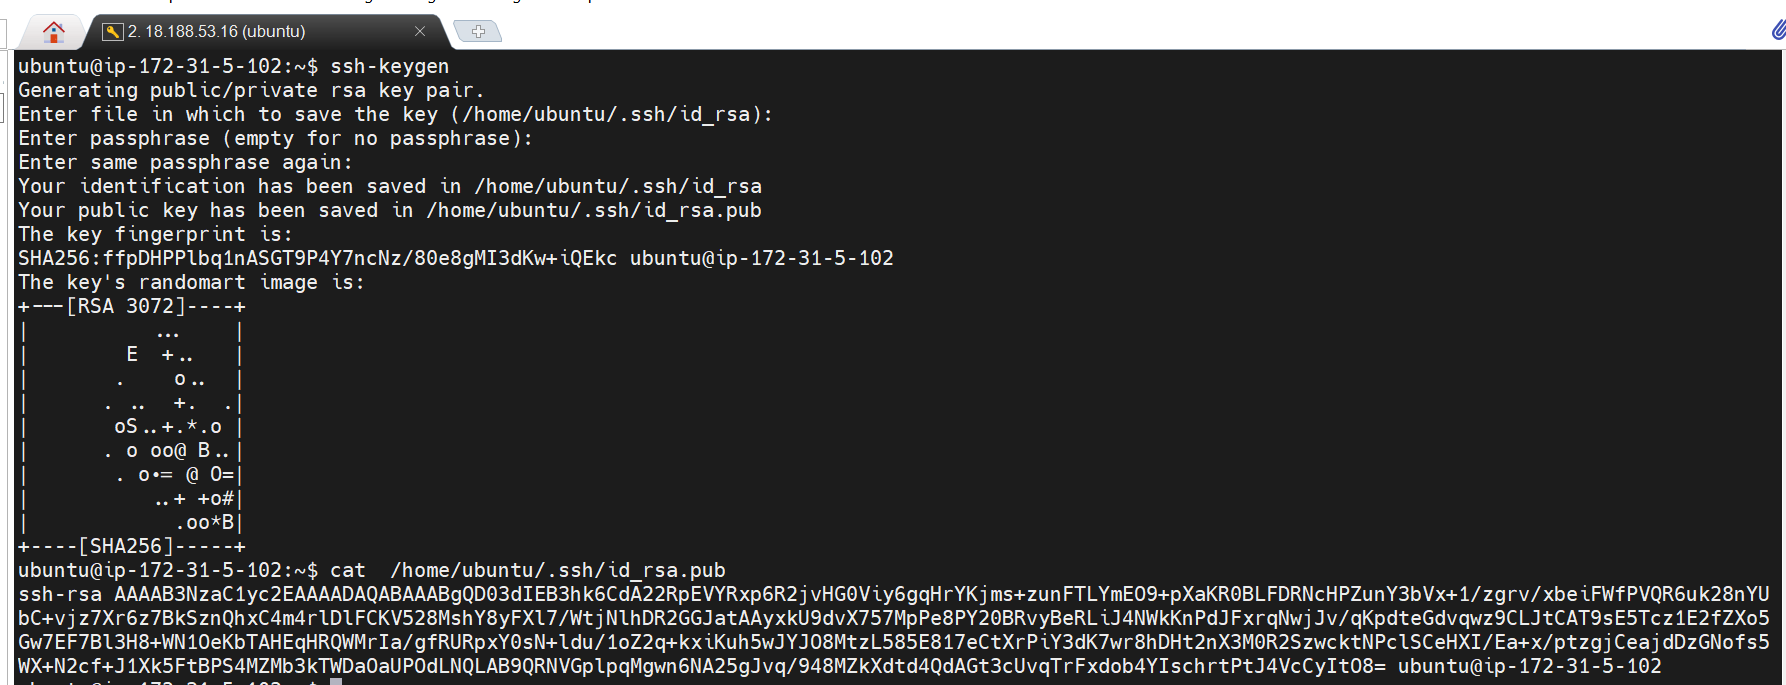 2. 18.188.53.16 (ubuntu)
ubuntu@ip-172-31-5-102:~$ ssh-keygen
Generating public/private rsa key pair.
Enter file in which to save the key (/home/ubuntu/.ssh/id_rsa):
Enter passphrase (empty for no passphrase):
Enter same passphrase again:
Your identification has been saved in /home/ubuntu/.ssh/id_rsa
Your public key has been saved in /home/ubuntu/.ssh/id_rsa.pub
The key fingerprint is:
SHA256:ffpDHPPlbq1nASGT9P4Y7ncNz/80e8gMI3dKw+iQEkc ubuntu@ip-172-31-5-102
The key's randomart image is:
+---[RSA 3072]----+
|           ...     |
|        E  +..    |
|       .    o..   |
|      . ..  +.  .|
|       oS..+.*.o |
|      . o oo@ B..|
|       . o.= @ O=|
|          ..+ +o#|
|            .oo*B|
+----[SHA256]-----+
ubuntu@ip-172-31-5-102:~$ cat  /home/ubuntu/.ssh/id_rsa.pub
ssh-rsa AAAAB3NzaC1yc2EAAAADAQABAAABgQD03dIEB3hk6CdA22RpEVYRxp6R2jvHG0Viy6gqHrYKjms+zunFTLYmEO9+pXaKR0BLFDRNcHPZunY3bVx+1/zgrv/xbeiFWfPVQR6uk28nYU
bC+vjz7Xr6z7BkSznQhxC4m4rlDlFCKV528MshY8yFXl7/WtjNlhDR2GGJatAAyxkU9dvX757MpPe8PY20BRvyBeRLiJ4NWkKnPdJFxrqNwjJv/qKpdteGdvqwz9CLJtCAT9sE5Tcz1E2fZXo5
Gw7EF7Bl3H8+WN1OeKbTAHEqHRQWMrIa/gfRURpxY0sN+ldu/1oZ2q+kxiKuh5wJYJO8MtzL585E817eCtXrPiY3dK7wr8hDHt2nX3M0R2SzwcktNPclSCeHXI/Ea+x/ptzgjCeajdDzGNofs5
WX+N2cf+J1Xk5FtBPS4MZMb3kTWDaOaUPOdLNQLAB9QRNVGplpqMgwn6NA25gJvq/948MZkXdtd4QdAGt3cUvqTrFxdob4YIschrtPtJ4VcCyItO8= ubuntu@ip-172-31-5-102